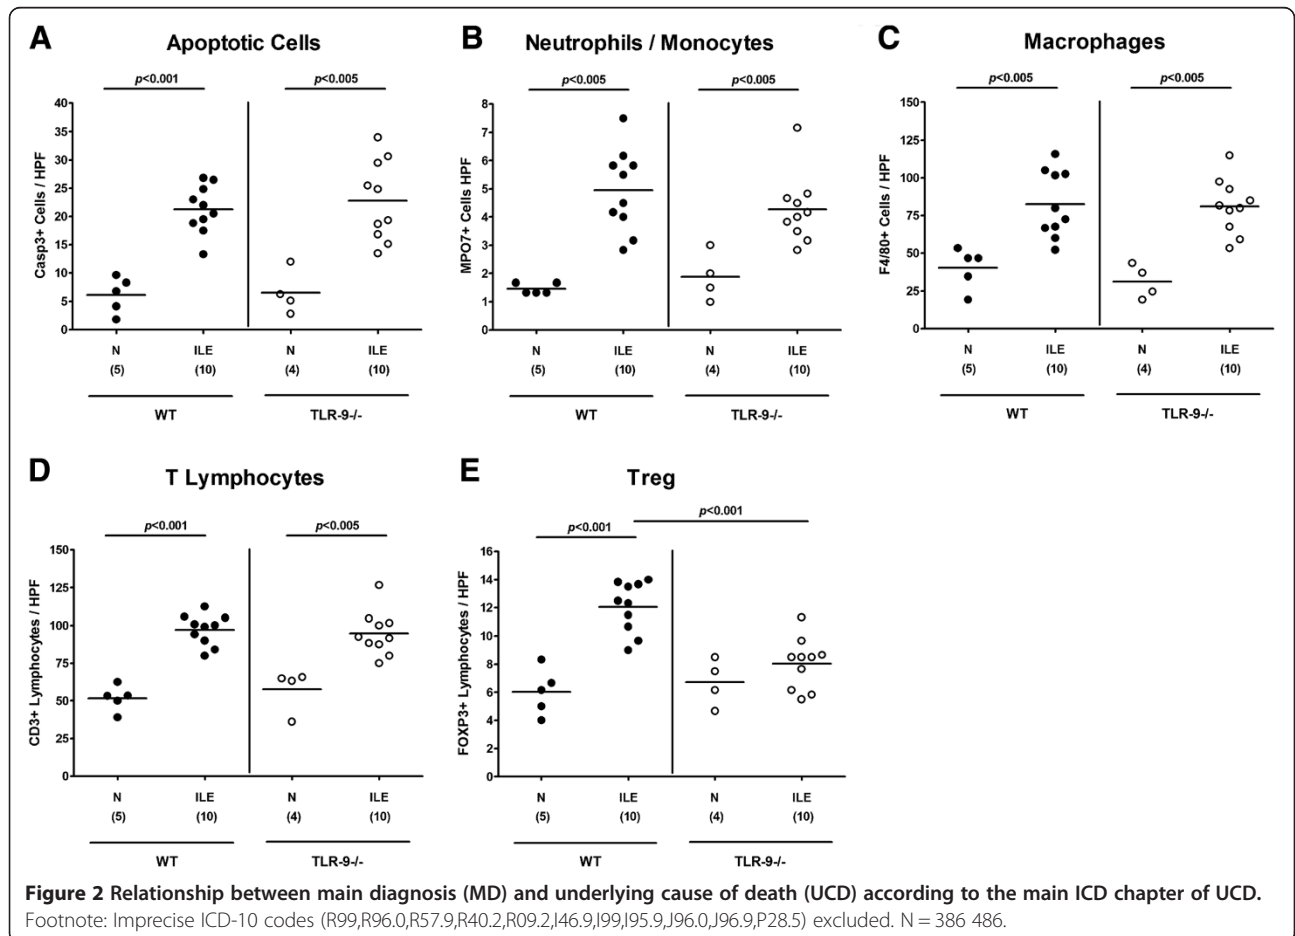 A
Apoptotic Cells
p<0.001
p<0.005
Casp3+ Cells / HPF
40
35
30
25
20
15
10
5
0
N
ILE
N
ILE
(5)
(10)
(4)
(10)
WT
TLR-9-/-
B
Neutrophils / Monocytes
p<0.005
p<0.005
MPO7+ Cells HPF
8
7
6
5
4
3
2
1
0
N
ILE
N
ILE
(5)
(10)
(4)
(10)
WT
TLR-9-/-
C
Macrophages
p<0.005
p<0.005
F4/80+ Cells / HPF
150
125
100
75
50
25
0
N
ILE
N
ILE
(5)
(10)
(4)
(10)
WT
TLR-9-/-
D
T Lymphocytes
p<0.001
p<0.005
CD3+ Lymphocytes / HPF
150
125
100
75
50
25
0
N
ILE
N
ILE
(5)
(10)
(4)
(10)
WT
TLR-9-/-
E
Treg
p<0.001
p<0.001
FOXP3+ Lymphocytes / HPF
16
14
12
10
8
6
4
2
0
N
ILE
N
ILE
(5)
(10)
(4)
(10)
WT
TLR-9-/-
Figure 2 Relationship between main diagnosis (MD) and underlying cause of death (UCD) according to the main ICD chapter of UCD.
Footnote: Imprecise ICD-10 codes (R99,R96.0,R57.9,R40.2,R09.2,I46.9,I99,I95.9,J96.0,J96.9,P28.5) excluded. N = 386 486.